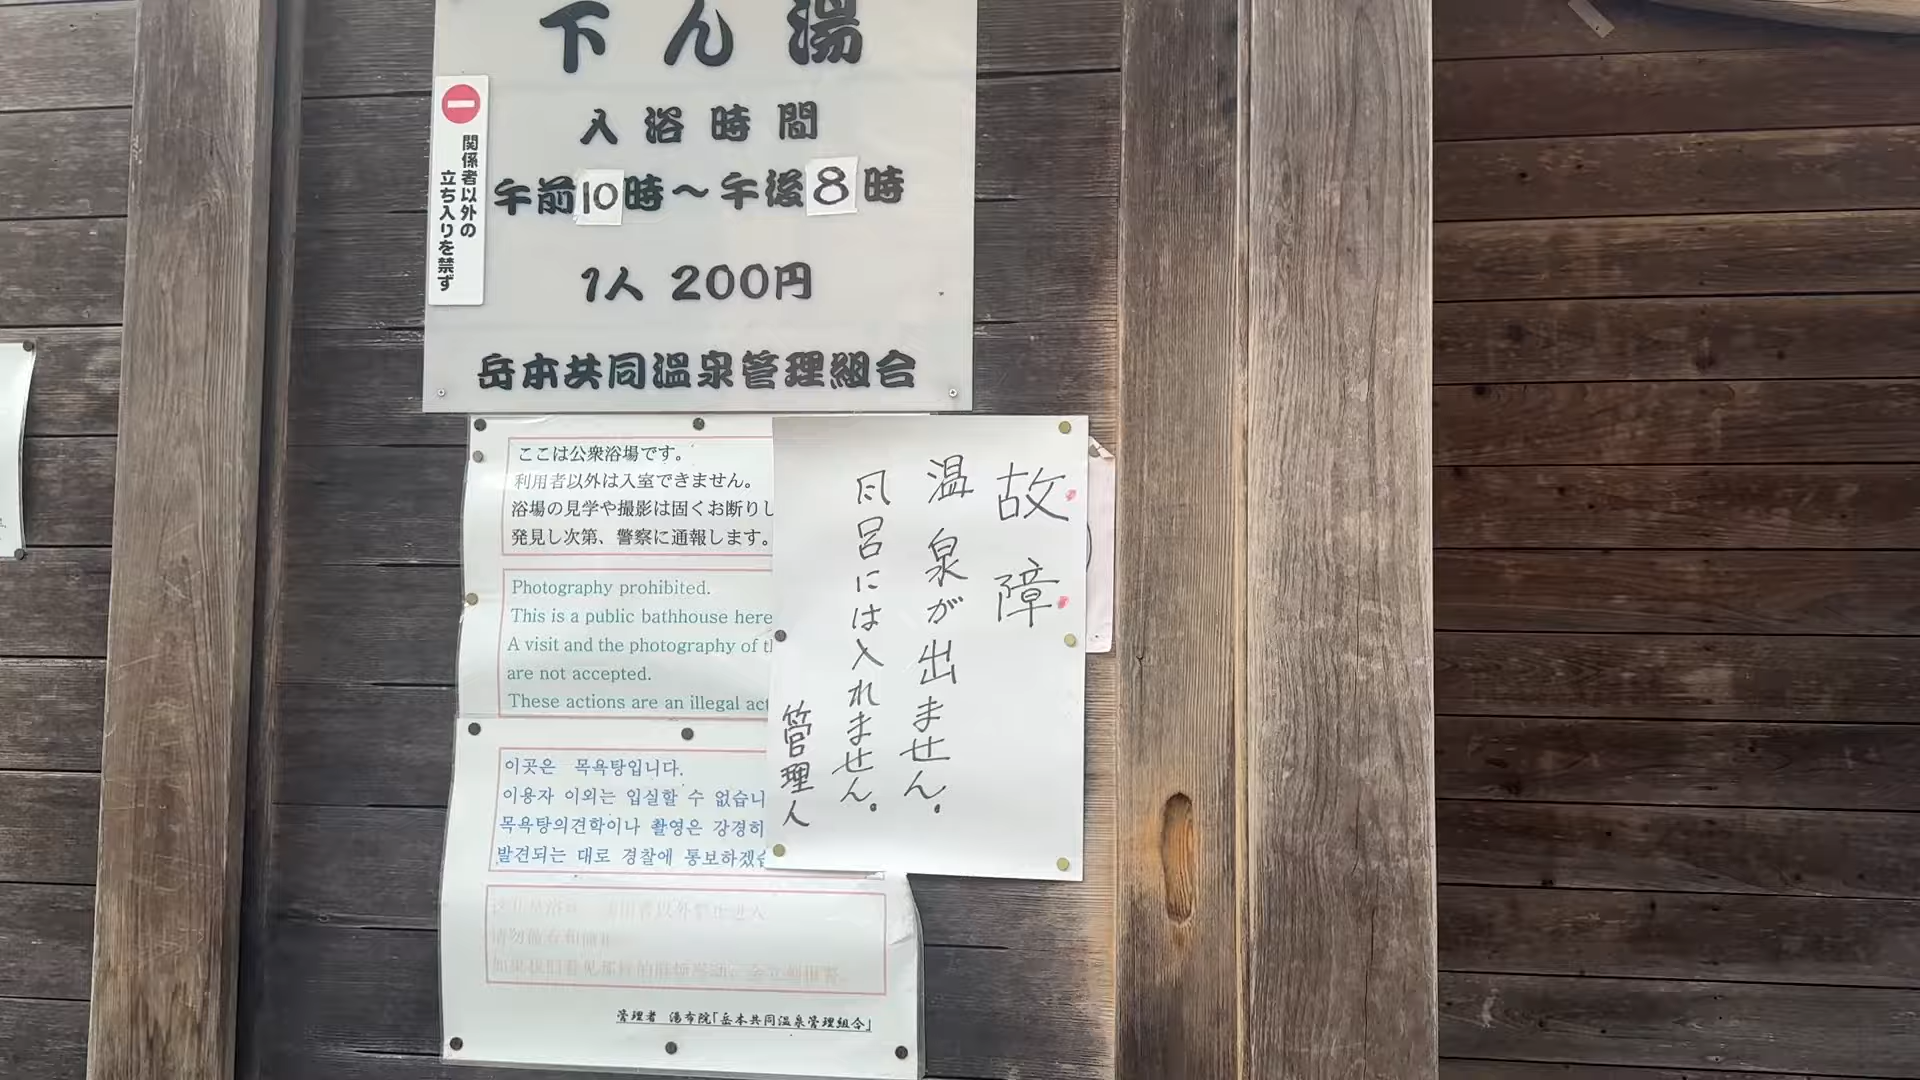 下ん湯
入浴時間
午前10時～午後8時
1人 200円
岳本共同温泉管理組合
関係者以外の
立ち入りを禁ず
ここは公衆浴場です。
利用者以外は入室できません。
浴場の見学や撮影は固くお断りし
発見し次第、警察に通報します。
Photography prohibited.
This is a public bathhouse here
A visit and the photography of t
are not accepted.
These actions are an illegal act
이곳은 목욕탕입니다.
이용자 이외는 입실할 수 없습니
목욕탕의견학이나 촬영은 강경히
발견되는 대로 경찰에 통보하겠습
管理者 湯布院「岳本共同温泉管理組合」
故障
温泉が出ません。
風呂には入れません。
管理人